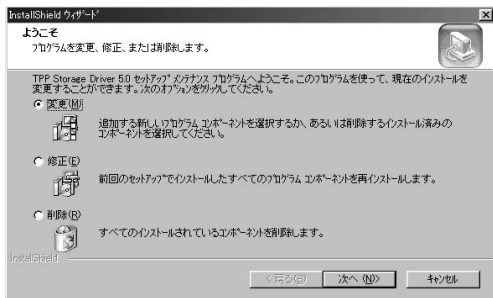 InstallShield ウィザード
ようこそ
プログラムを変更、修正、または削除します。
TPP Storage Driver 5.0 セットアップ メンテナンス プログラムへようこそ。このプログラムを使って、現在のインストールを
変更することができます。次のオプションをクリックしてください。
変更(M)
追加する新しいプログラム コンポーネントを選択するか、あるいは削除するインストール済みの
コンポーネントを選択してください。
修正(E)
前回のセットアップでインストールしたすべてのプログラム コンポーネントを再インストールします。
削除(R)
すべてのインストールされているコンポーネントを削除します。
InstallShield
< 戻る(B) 次へ (N)> キャンセル